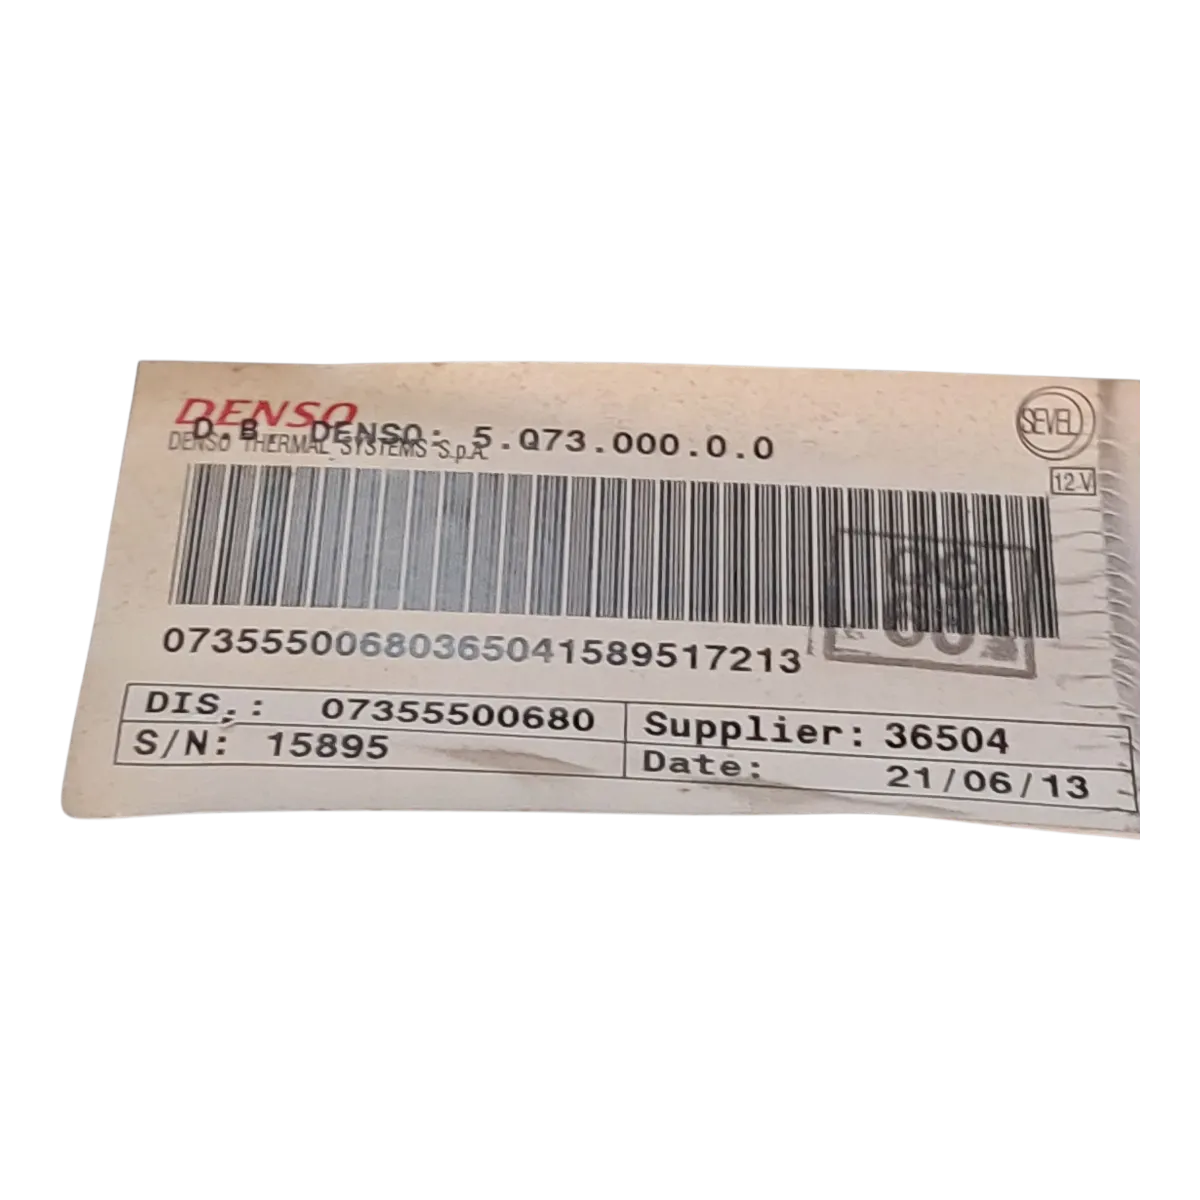 DENSO
D.B. DENSO: 5.Q73.000.0.0
DENSO THERMAL SYSTEMS S.p.A.
SEVEL
12 V
07355500680365041589517213
DIS.: 07355500680
Supplier: 36504
S/N: 15895
Date: 21/06/13